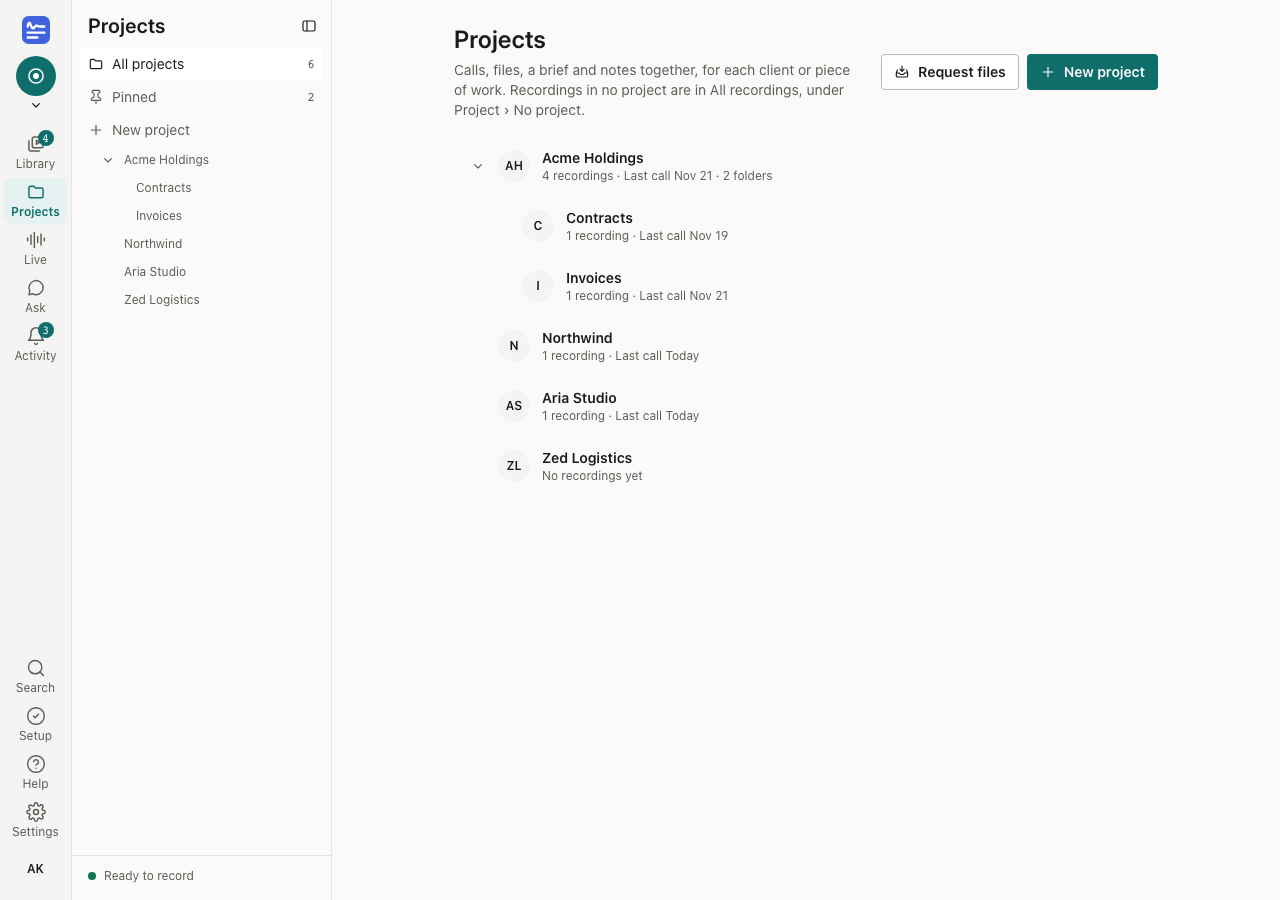 Projects
All projects 6
Pinned 2
New project
Acme Holdings
Contracts
Invoices
Northwind
Aria Studio
Zed Logistics
4
Library
Projects
Live
Ask
3
Activity
Search
Setup
Help
Settings
AK
Ready to record
Projects
Calls, files, a brief and notes together, for each client or piece
of work. Recordings in no project are in All recordings, under
Project › No project.
Request files
New project
AH
Acme Holdings
4 recordings · Last call Nov 21 · 2 folders
C
Contracts
1 recording · Last call Nov 19
I
Invoices
1 recording · Last call Nov 21
N
Northwind
1 recording · Last call Today
AS
Aria Studio
1 recording · Last call Today
ZL
Zed Logistics
No recordings yet